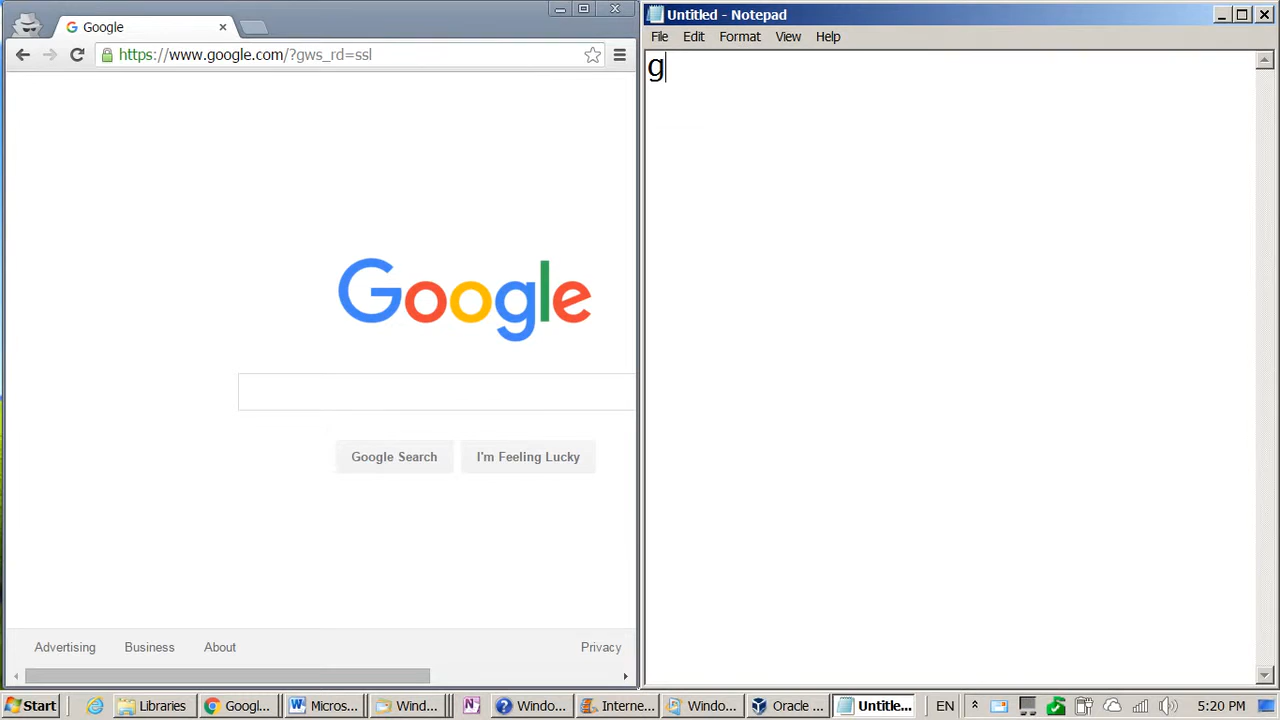 Google
https://www.google.com/?gws_rd=ssl
Google
Google Search
I'm Feeling Lucky
Advertising
Business
About
Privacy
Untitled - Notepad
File Edit Format View Help
g
Start
Libraries
Googl...
Micos...
Wind...
N
Windo...
Interne...
Windo...
Oracle ...
Untitle...
EN
5:20 PM